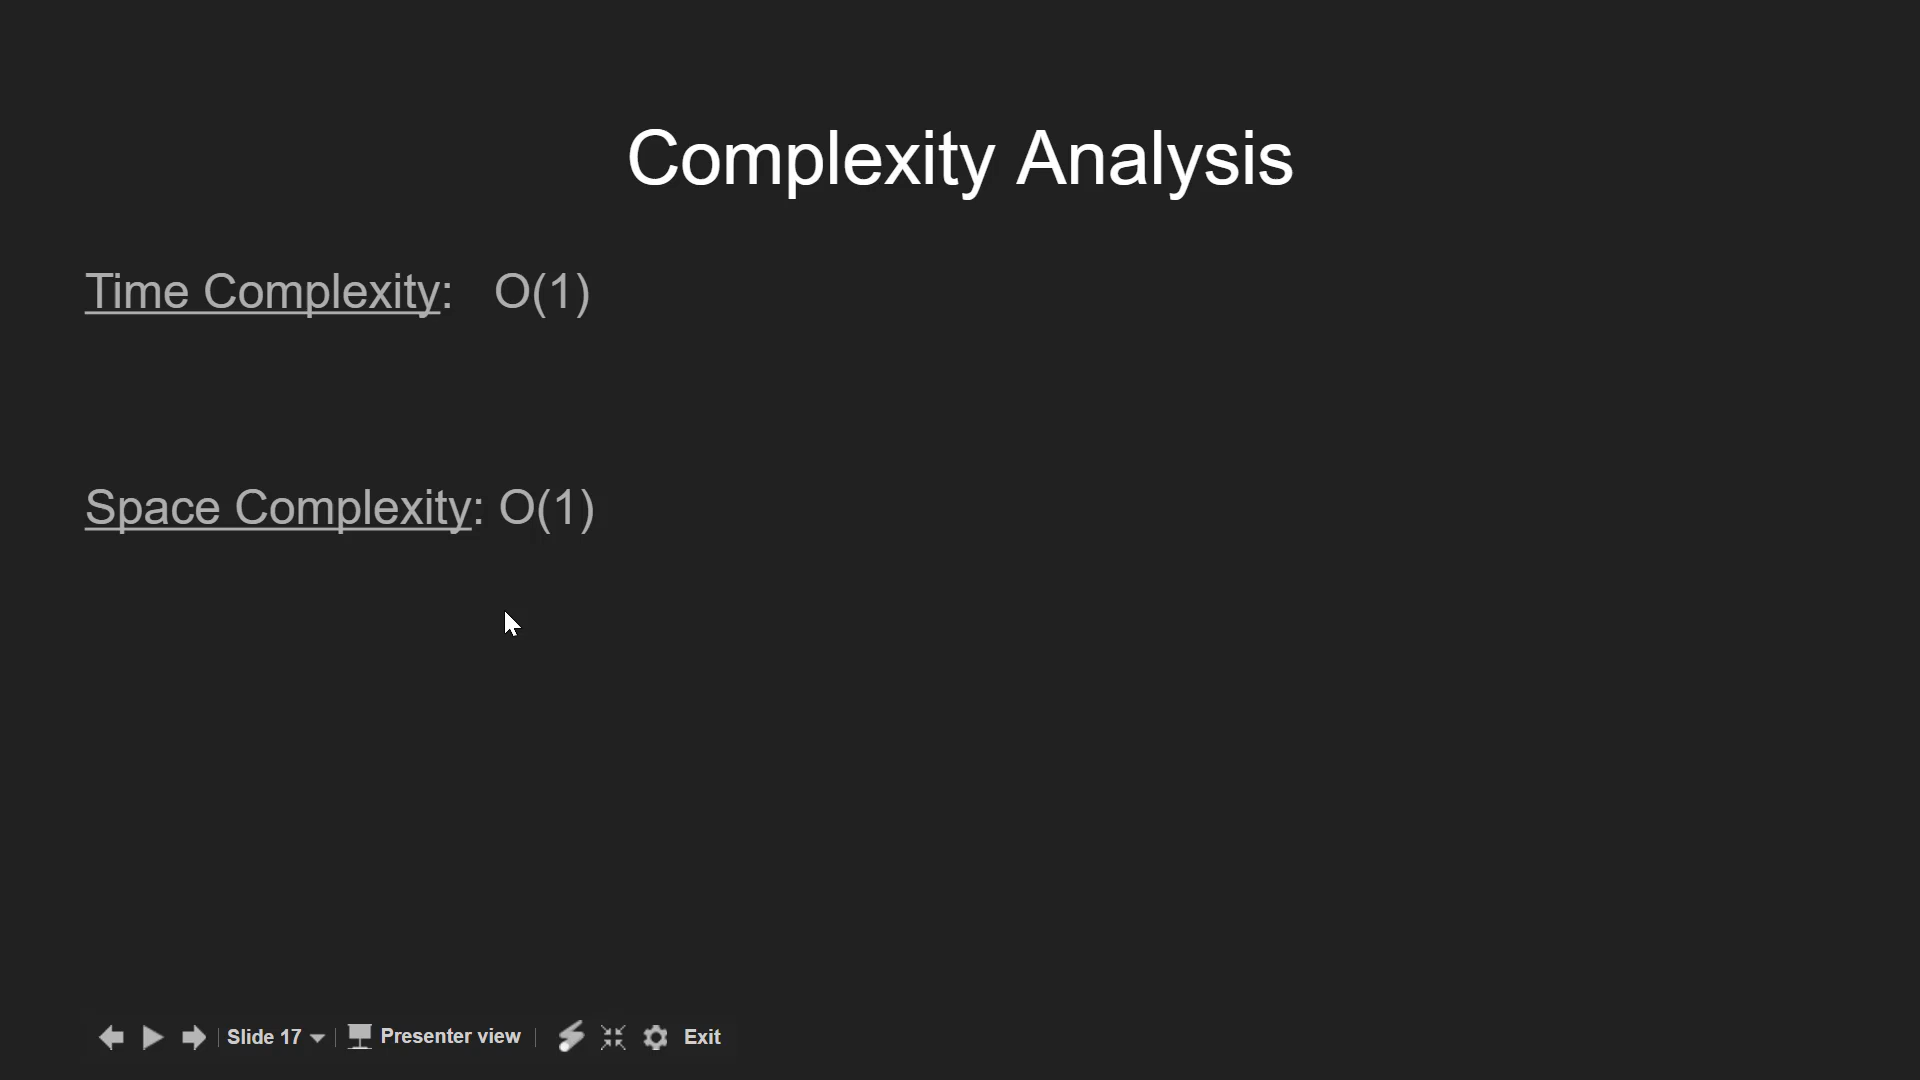 Complexity Analysis
Time Complexity: O(1)
Space Complexity: O(1)
Slide 17 Presenter view Exit